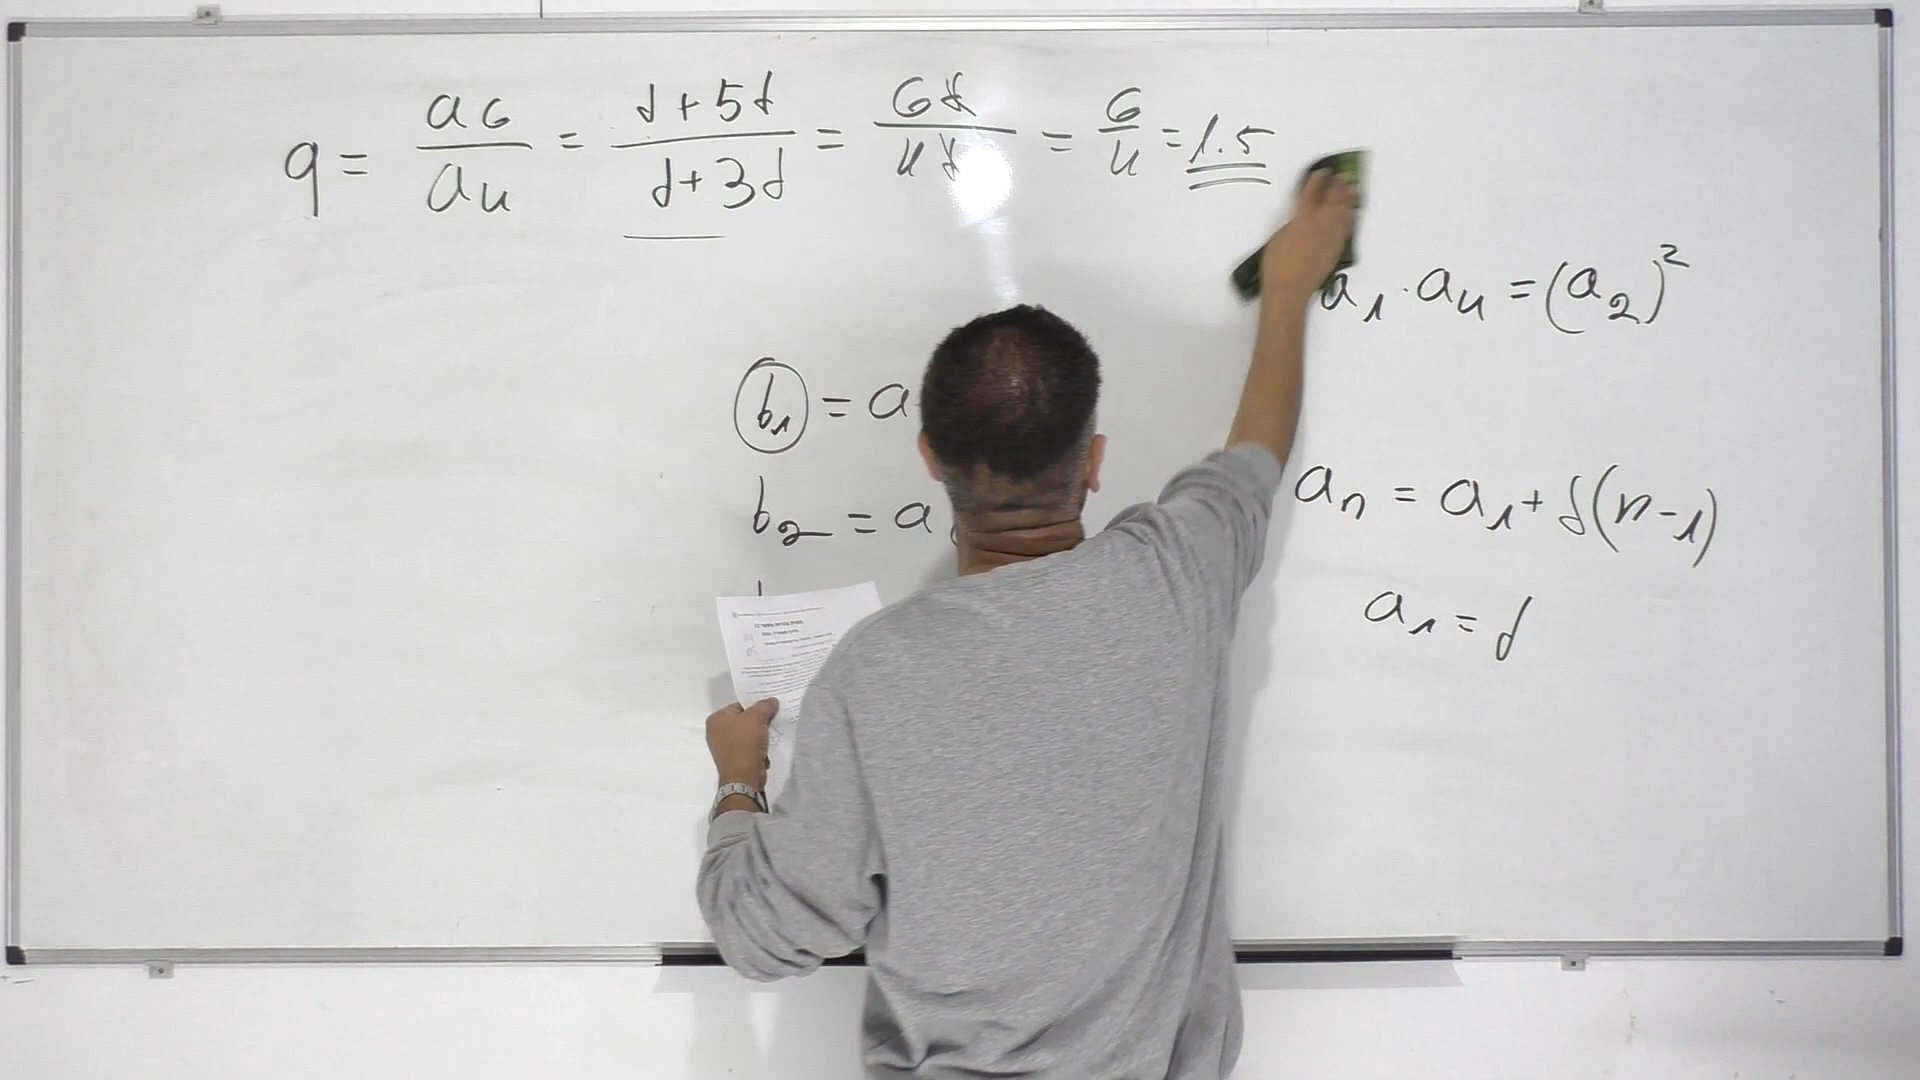 q = a6/a4 = d+5d/d+3d = 6d/4d = 6/4 = 1.5
a1·a4 = (a2)²
b1 = a
b2 = a
an = a1 + d(n-1)
a1 = d